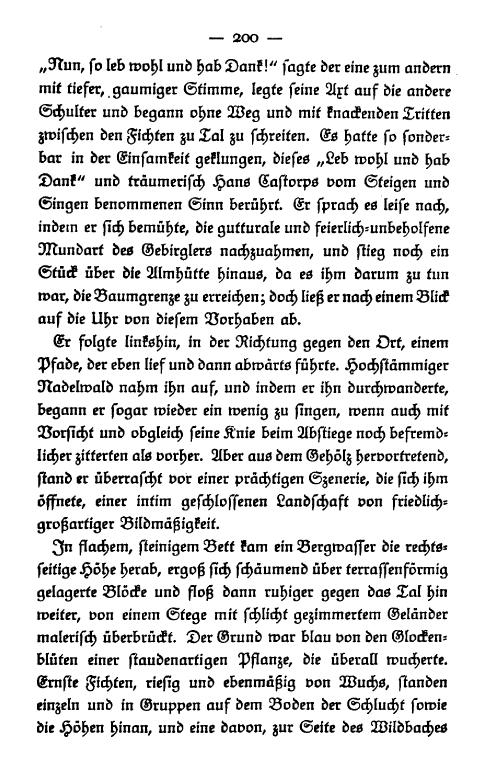 — 200 —
„Nun, so leb wohl und hab Dank!“ sagte der eine zum andern
mit tiefer, gaumiger Stimme, legte seine Axt auf die andere
Schulter und begann ohne Weg und mit knackenden Tritten
zwischen den Fichten zu Tal zu schreiten. Es hatte so sonder-
bar in der Einsamkeit geklungen, dieses „Leb wohl und hab
Dank“ und träumerisch Hans Castorps vom Steigen und
Singen benommenen Sinn berührt. Er sprach es leise nach,
indem er sich bemühte, die gutturale und feierlich-unbeholfene
Mundart des Gebirglers nachzuahmen, und stieg noch ein
Stück über die Almhütte hinaus, da es ihm darum zu tun
war, die Baumgrenze zu erreichen; doch ließ er nach einem Blick
auf die Uhr von diesem Vorhaben ab.
Er folgte linkshin, in der Richtung gegen den Ort, einem
Pfade, der eben lief und dann abwärts führte. Hochstämmiger
Nadelwald nahm ihn auf, und indem er ihn durchwanderte,
begann er sogar wieder ein wenig zu singen, wenn auch mit
Vorsicht und obgleich seine Knie beim Abstiege noch befremd-
licher zitterten als vorher. Aber aus dem Gehölz hervortretend,
stand er überrascht vor einer prächtigen Szenerie, die sich ihm
öffnete, einer intim geschlossenen Landschaft von friedlich-
großartiger Bildmäßigkeit.
In flachem, steinigem Bett kam ein Bergwasser die rechts-
seitige Höhe herab, ergoß sich schäumend über terrassenförmig
gelagerte Blöcke und floß dann ruhiger gegen das Tal hin
weiter, von einem Stege mit schlicht gezimmertem Geländer
malerisch überbrückt. Der Grund war blau von den Glocken-
blüten einer staudenartigen Pflanze, die überall wucherte.
Ernste Fichten, riesig und ebenmäßig von Wuchs, standen
einzeln und in Gruppen auf dem Boden der Schlucht sowie
die Höhen hinan, und eine davon, zur Seite des Wildbaches